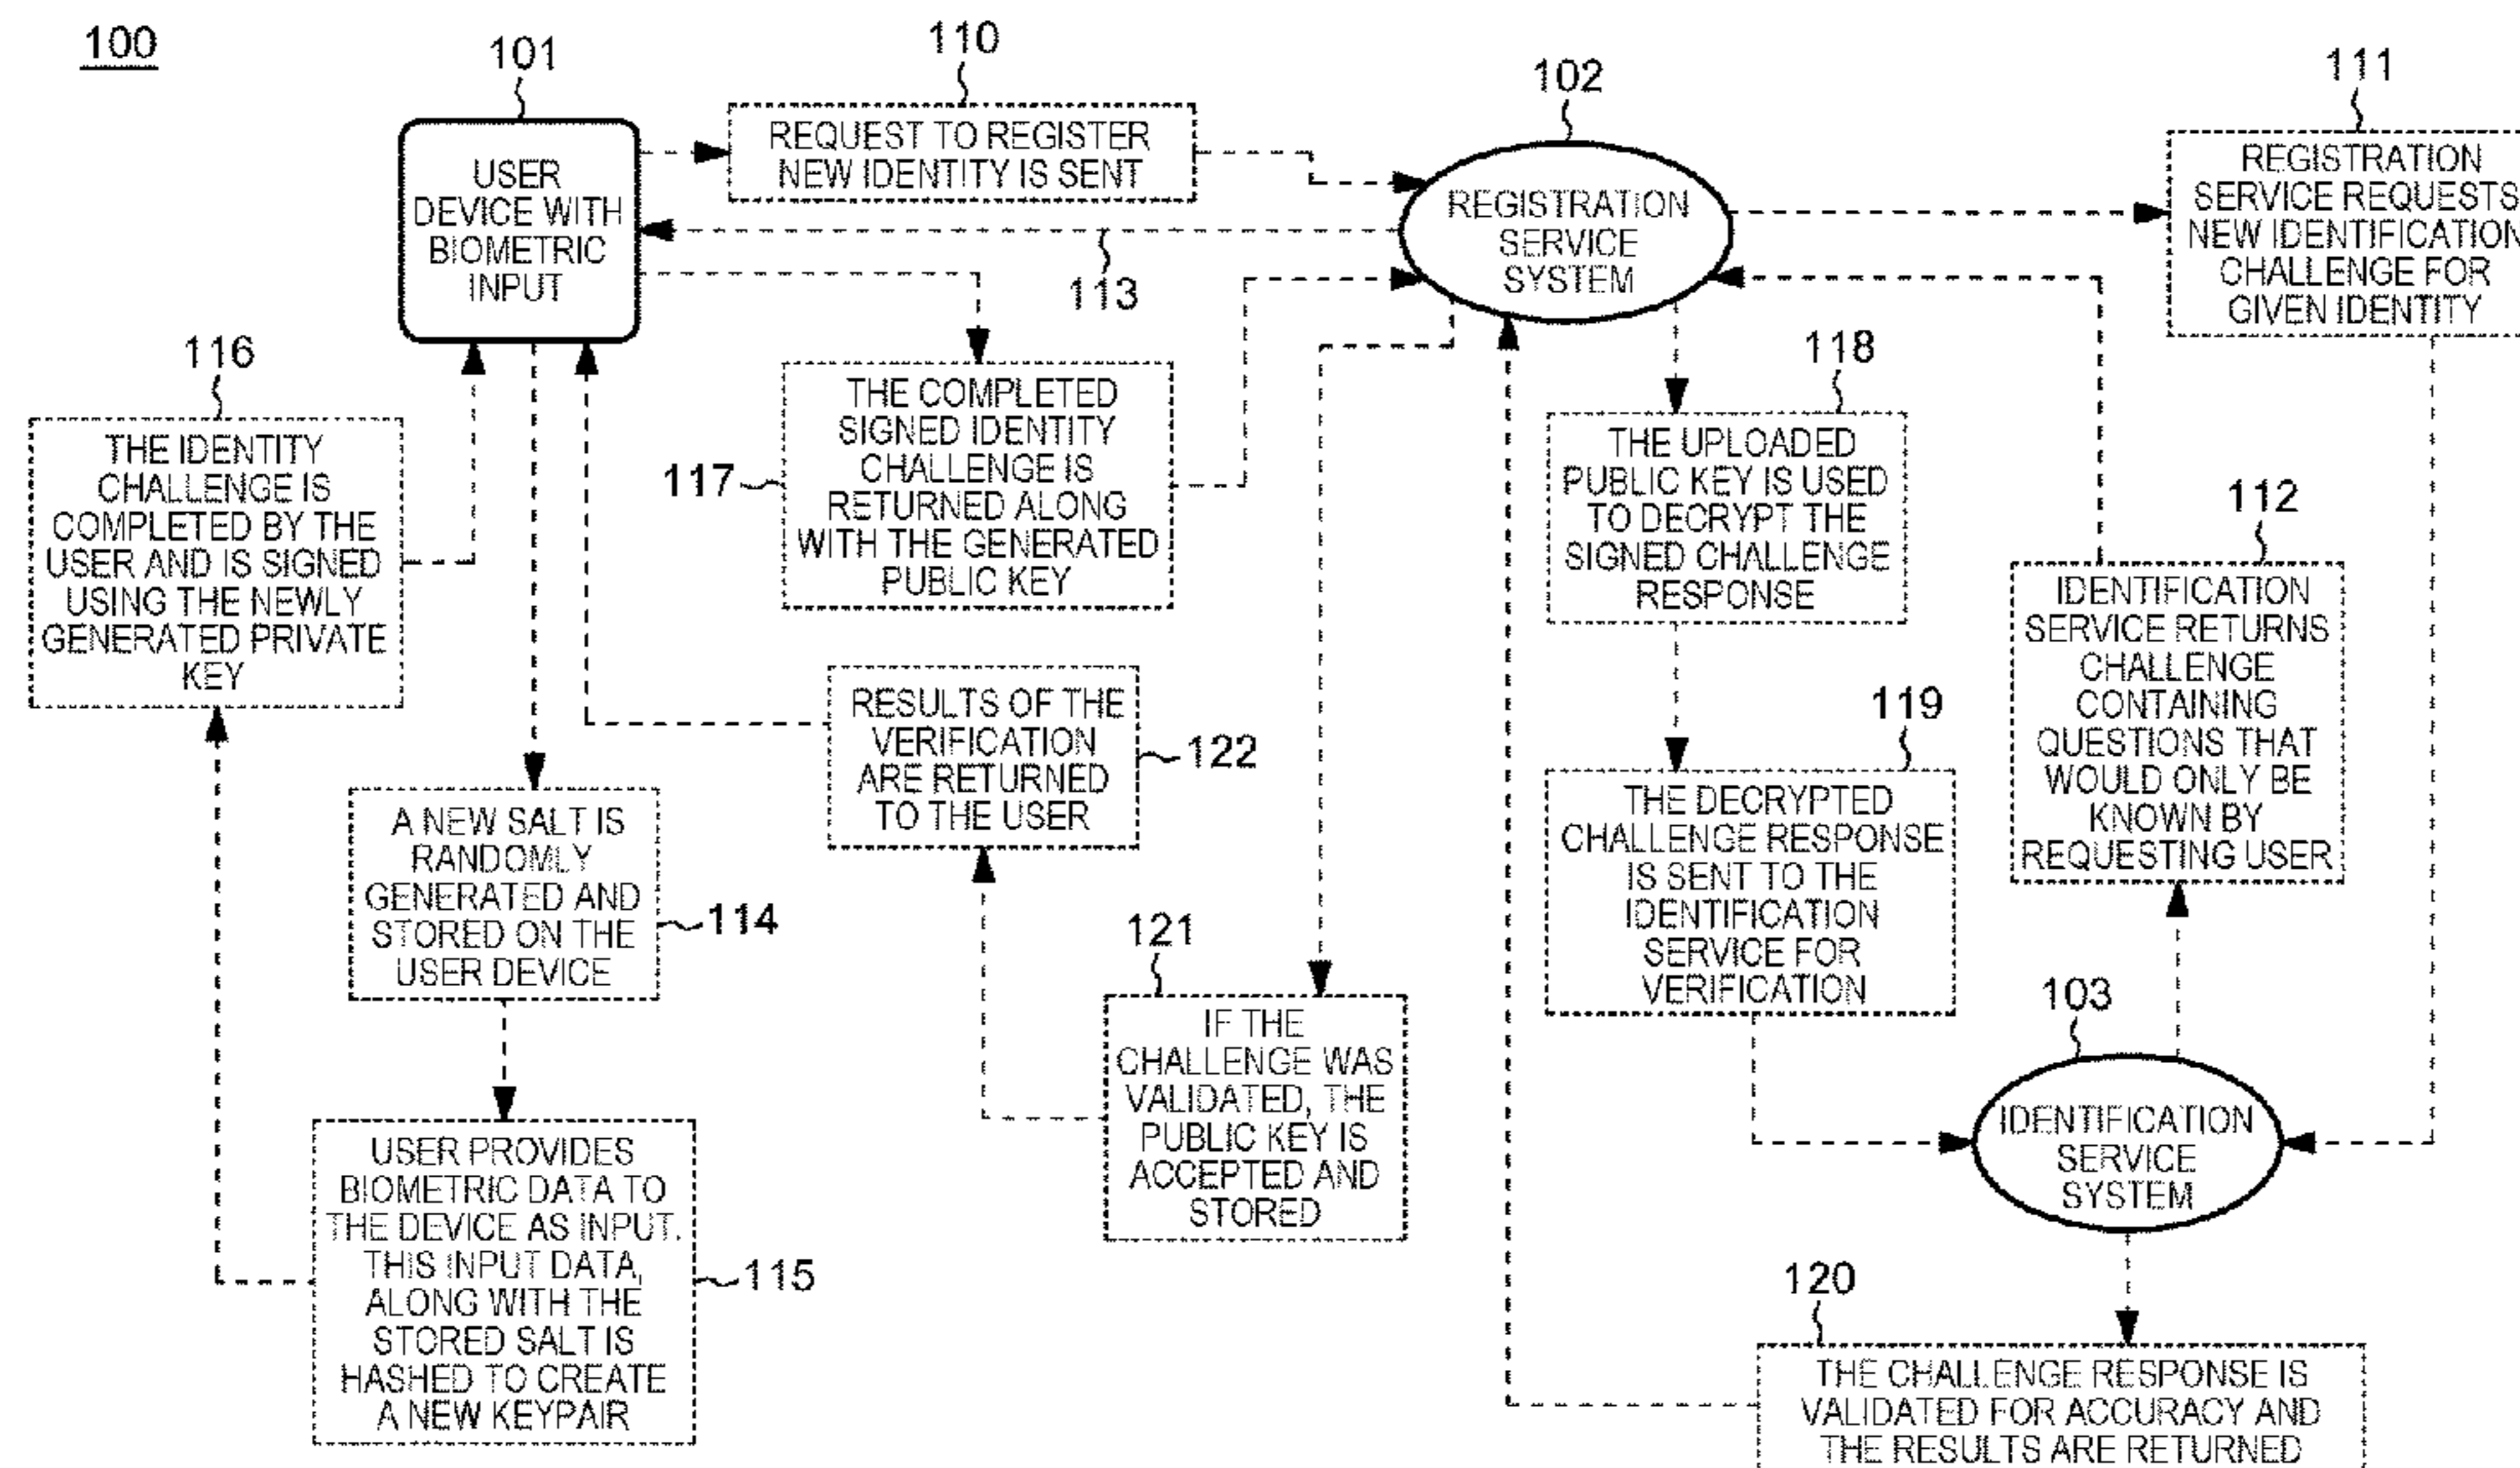 100
101
USER
DEVICE WITH
BIOMETRIC
INPUT
110
REQUEST TO REGISTER
NEW IDENTITY IS SENT
102
REGISTRATION
SERVICE
SYSTEM
111
REGISTRATION
SERVICE REQUESTS
NEW IDENTIFICATION
CHALLENGE FOR
GIVEN IDENTITY
113
116
THE IDENTITY
CHALLENGE IS
COMPLETED BY THE
USER AND IS SIGNED
USING THE NEWLY
GENERATED PRIVATE
KEY
117
THE COMPLETED
SIGNED IDENTITY
CHALLENGE IS
RETURNED ALONG
WITH THE GENERATED
PUBLIC KEY
118
THE UPLOADED
PUBLIC KEY IS USED
TO DECRYPT THE
SIGNED CHALLENGE
RESPONSE
112
IDENTIFICATION
SERVICE RETURNS
CHALLENGE
CONTAINING
QUESTIONS THAT
WOULD ONLY BE
KNOWN BY
REQUESTING USER
RESULTS OF THE
VERIFICATION
ARE RETURNED
TO THE USER
122
119
THE DECRYPTED
CHALLENGE RESPONSE
IS SENT TO THE
IDENTIFICATION
SERVICE FOR
VERIFICATION
A NEW SALT IS
RANDOMLY
GENERATED AND
STORED ON THE
USER DEVICE
114
121
IF THE
CHALLENGE WAS
VALIDATED, THE
PUBLIC KEY IS
ACCEPTED AND
STORED
103
IDENTIFICATION
SERVICE
SYSTEM
USER PROVIDES
BIOMETRIC DATA TO
THE DEVICE AS INPUT.
THIS INPUT DATA,
ALONG WITH THE
STORED SALT IS
HASHED TO CREATE
A NEW KEYPAIR
115
120
THE CHALLENGE RESPONSE IS
VALIDATED FOR ACCURACY AND
THE RESULTS ARE RETURNED